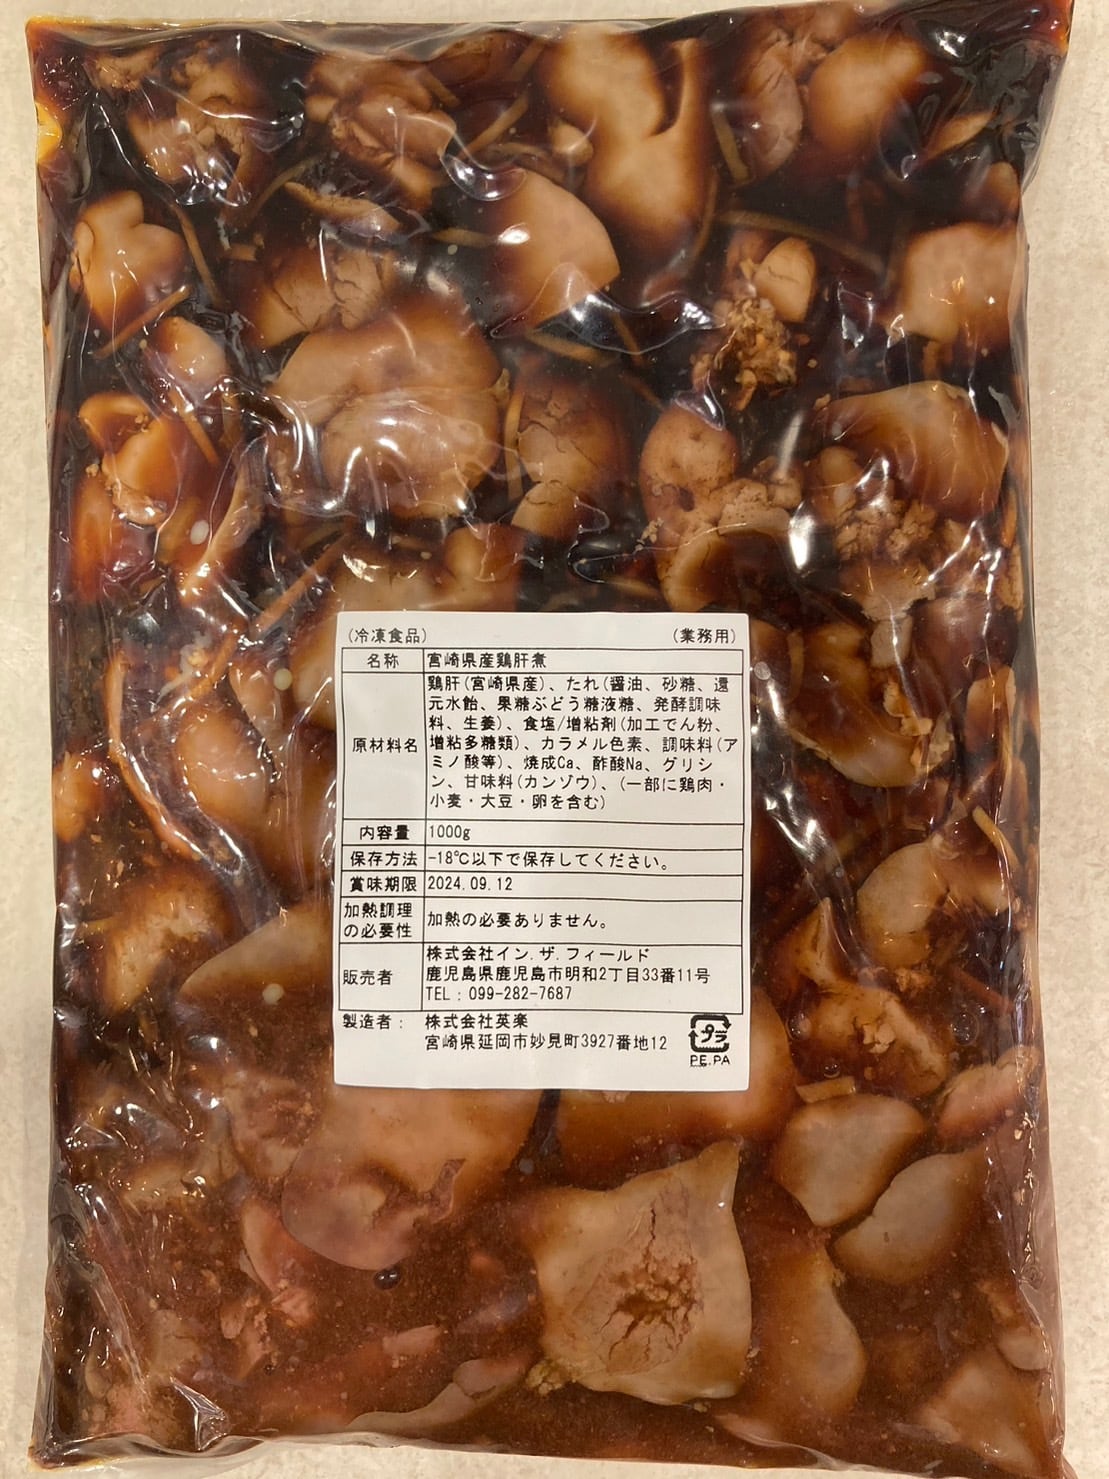 (冷凍食品) (業務用)
名称 宮崎県産鶏肝煮
原材料名 鶏肝(宮崎県産)、たれ(醤油、砂糖、還
元水飴、果糖ぶどう糖液糖、発酵調味
料、生姜)、食塩/増粘剤(加工でん粉、
増粘多糖類)、カラメル色素、調味料(ア
ミノ酸等)、焼成Ca、酢酸Na、グリシ
ン、甘味料(カンゾウ)、(一部に鶏肉・
小麦・大豆・卵を含む)
内容量 1000g
保存方法 -18℃以下で保存してください。
賞味期限 2024.09.12
加熱調理
の必要性 加熱の必要ありません。
販売者 株式会社イン.ザ.フィールド
鹿児島県鹿児島市明和2丁目33番11号
TEL：099-282-7687
製造者： 株式会社英楽
宮崎県延岡市妙見町3927番地12
プラ
PE.PA